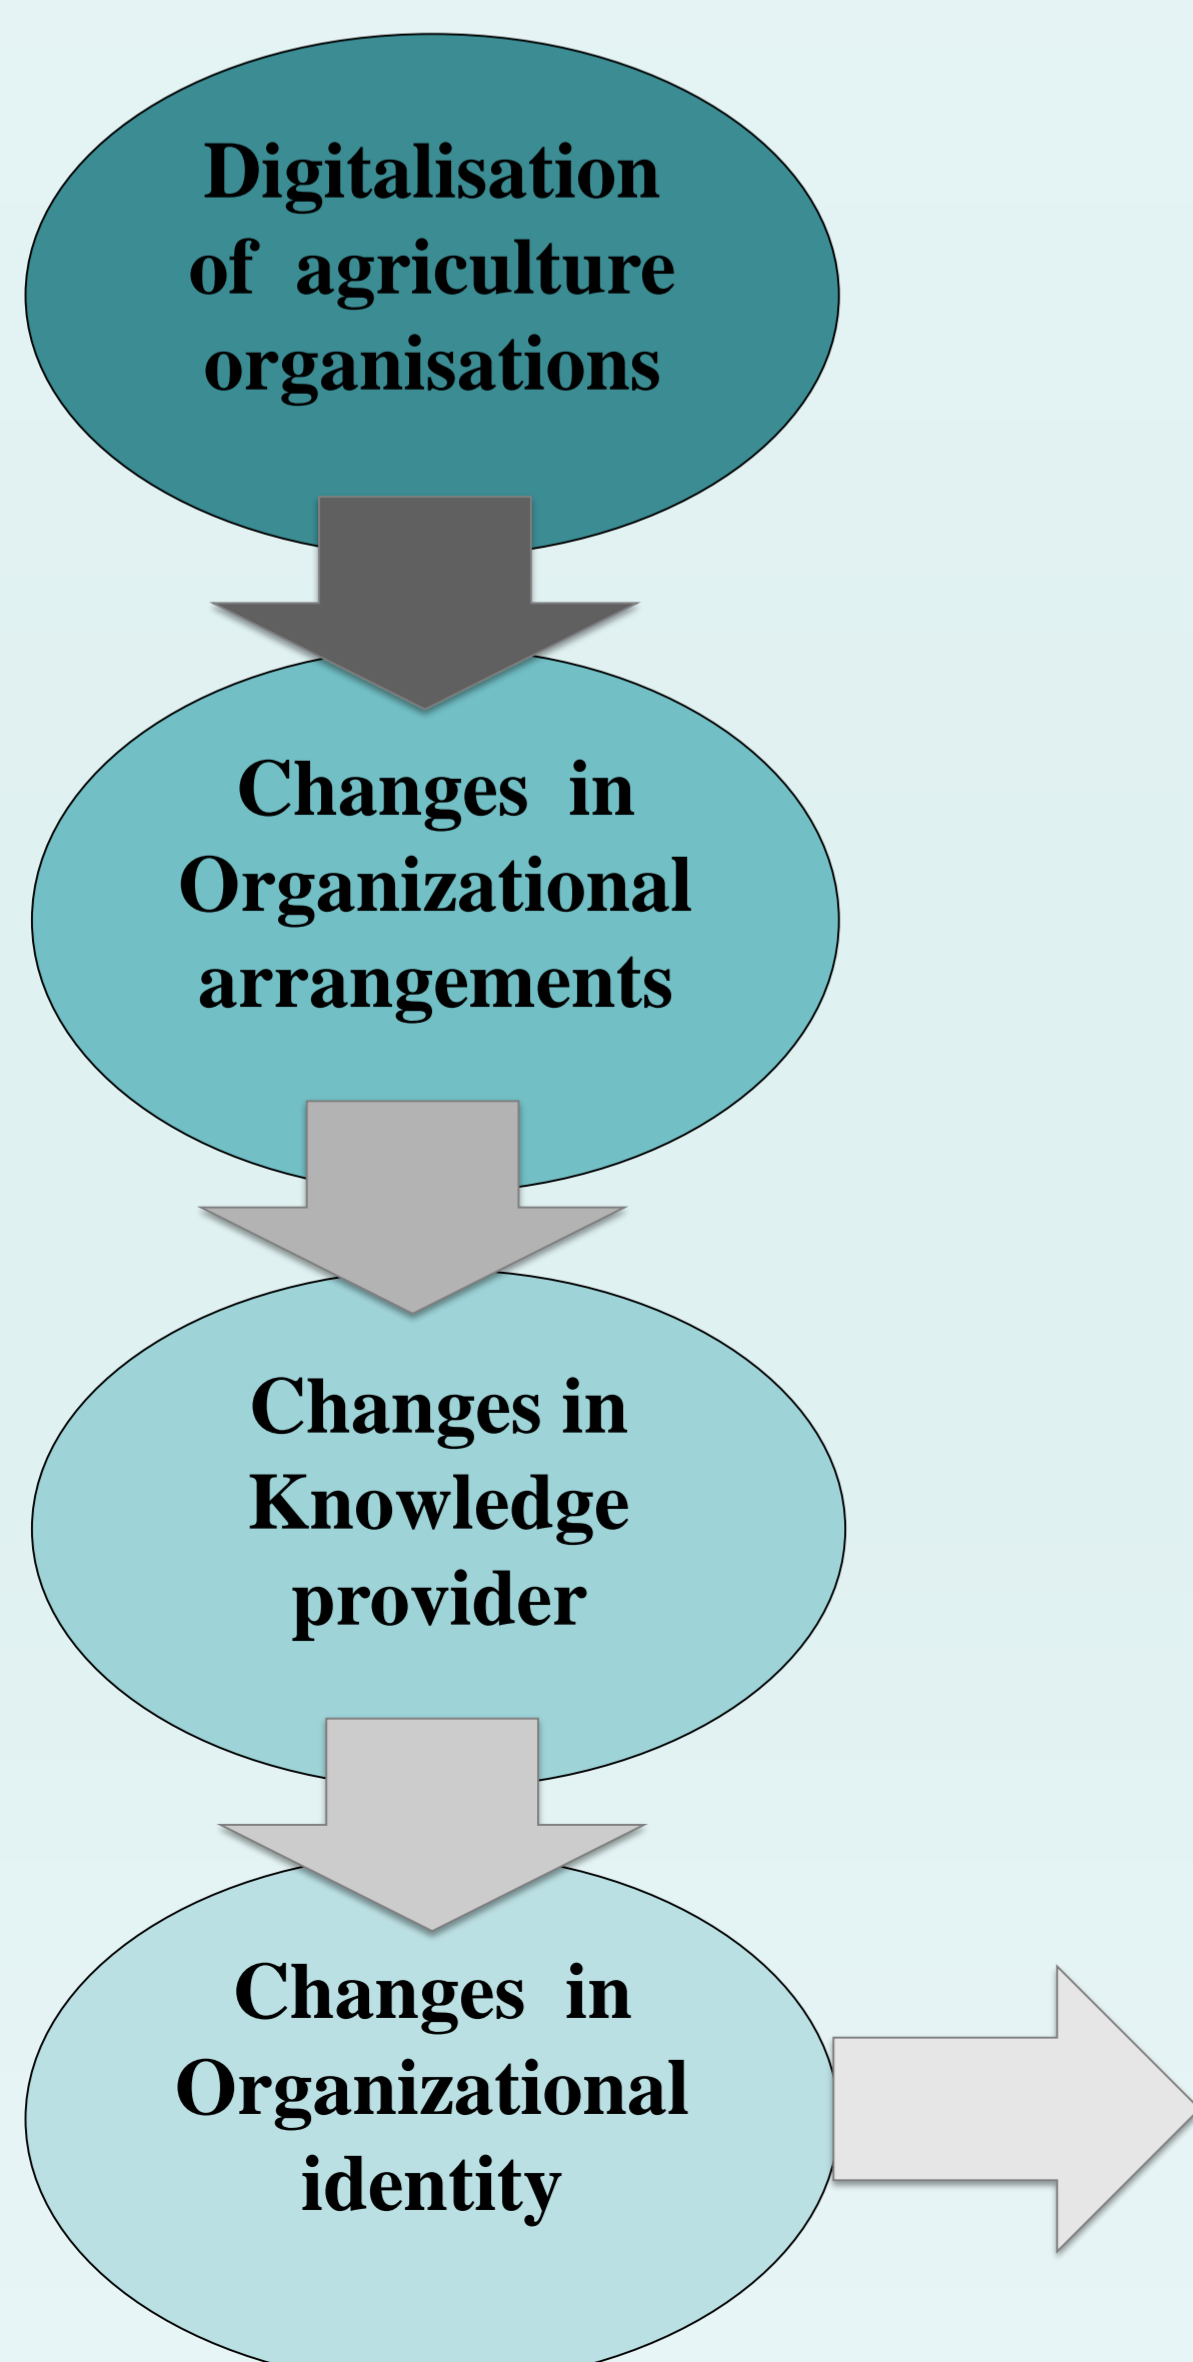 Digitalisation
of  agriculture
organisations
Changes  in
Organizational
arrangements
Changes in
Knowledge
provider
Changes  in
Organizational
identity